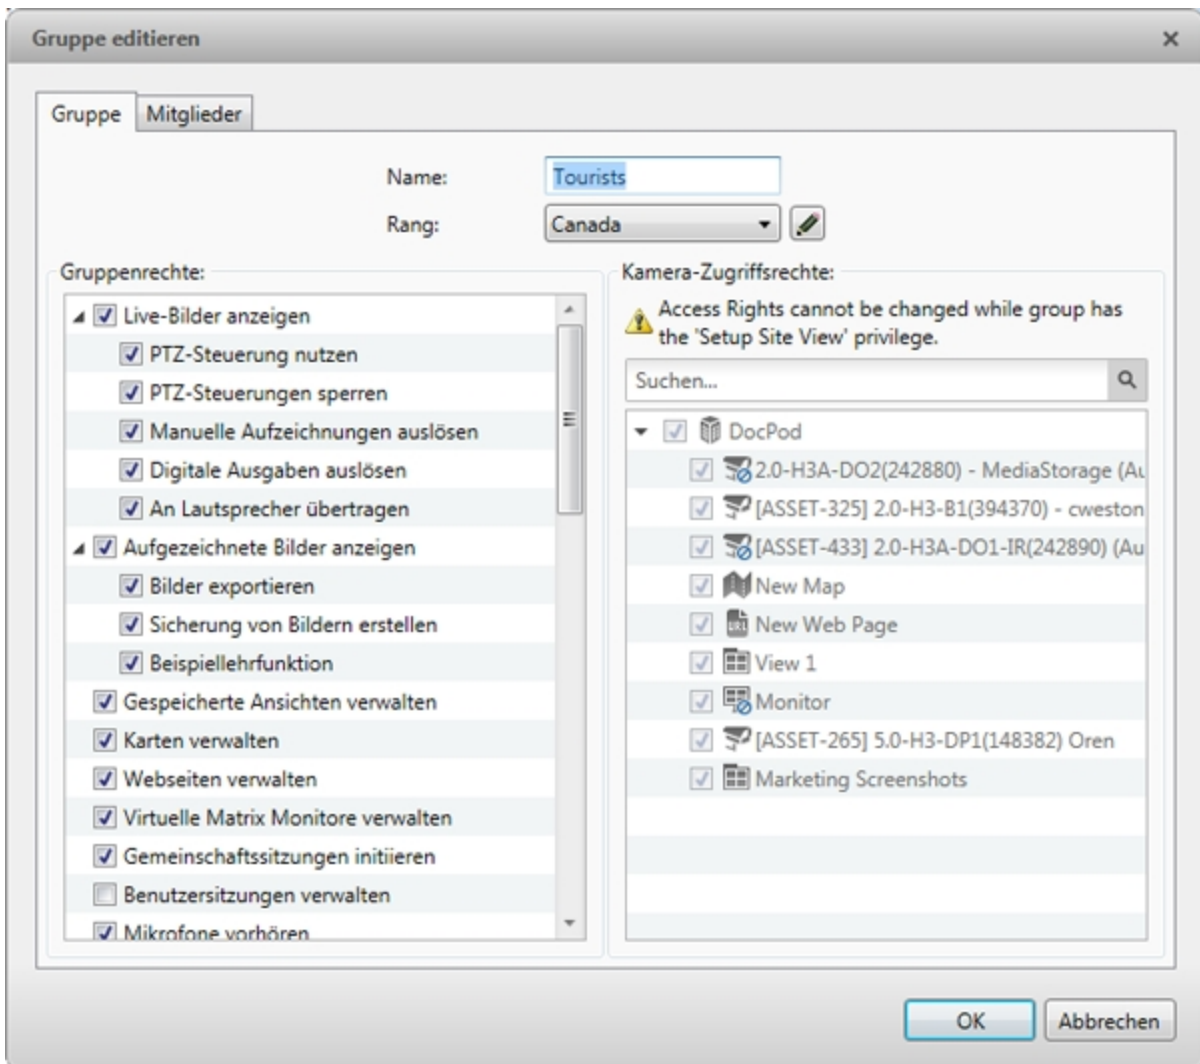 Gruppe editieren
Gruppe
Mitglieder
Name:
Tourists
Rang:
Canada
Gruppenrechte:
Live-Bilder anzeigen
PTZ-Steuerung nutzen
PTZ-Steuerungen sperren
Manuelle Aufzeichnungen auslösen
Digitale Ausgaben auslösen
An Lautsprecher übertragen
Aufgezeichnete Bilder anzeigen
Bilder exportieren
Sicherung von Bildern erstellen
Beispiellehrfunktion
Gespeicherte Ansichten verwalten
Karten verwalten
Webseiten verwalten
Virtuelle Matrix Monitore verwalten
Gemeinschaftssitzungen initiieren
Benutzersitzungen verwalten
Mikrofone vorhören
Kamera-Zugriffsrechte:
Access Rights cannot be changed while group has
the 'Setup Site View' privilege.
Suchen...
DocPod
2.0-H3A-DO2(242880) - MediaStorage (Au
[ASSET-325] 2.0-H3-B1(394370) - cweston
[ASSET-433] 2.0-H3A-DO1-IR(242890) (Au
New Map
URL
New Web Page
View 1
Monitor
[ASSET-265] 5.0-H3-DP1(148382) Oren
Marketing Screenshots
OK
Abbrechen